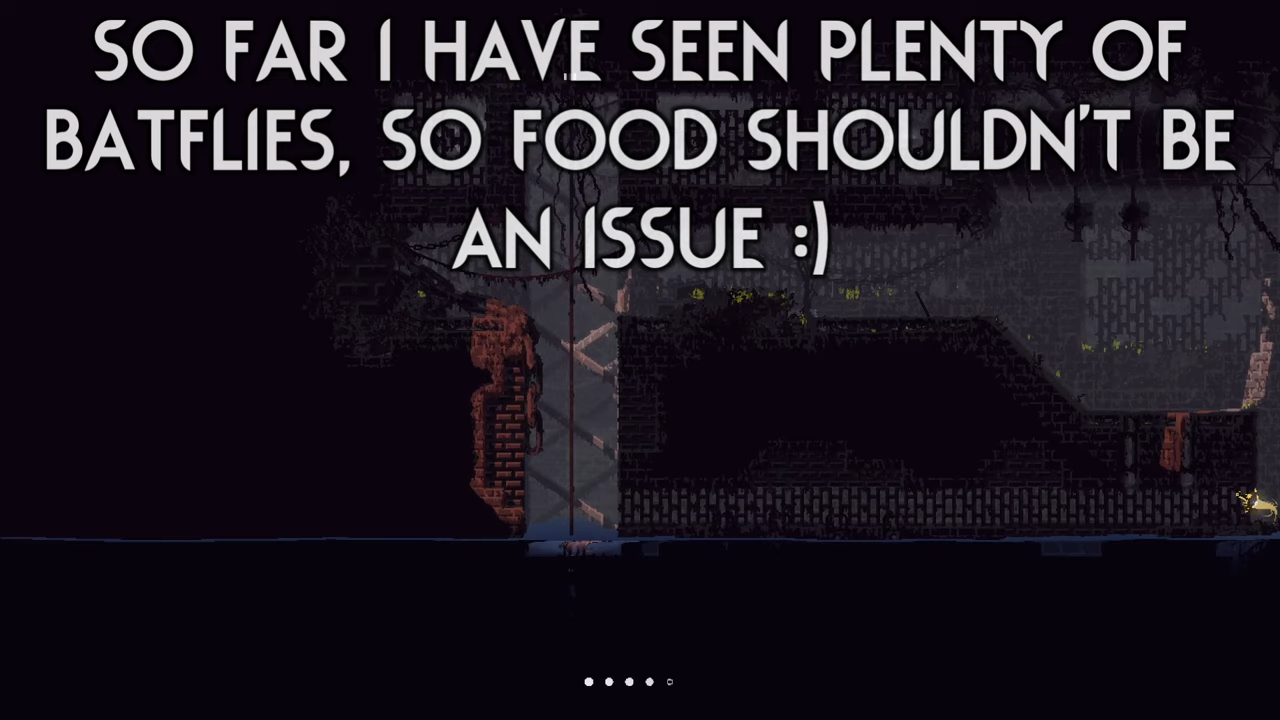 SO FAR I HAVE SEEN PLENTY OF
BATFLIES, SO FOOD SHOULDN'T BE
AN ISSUE :)